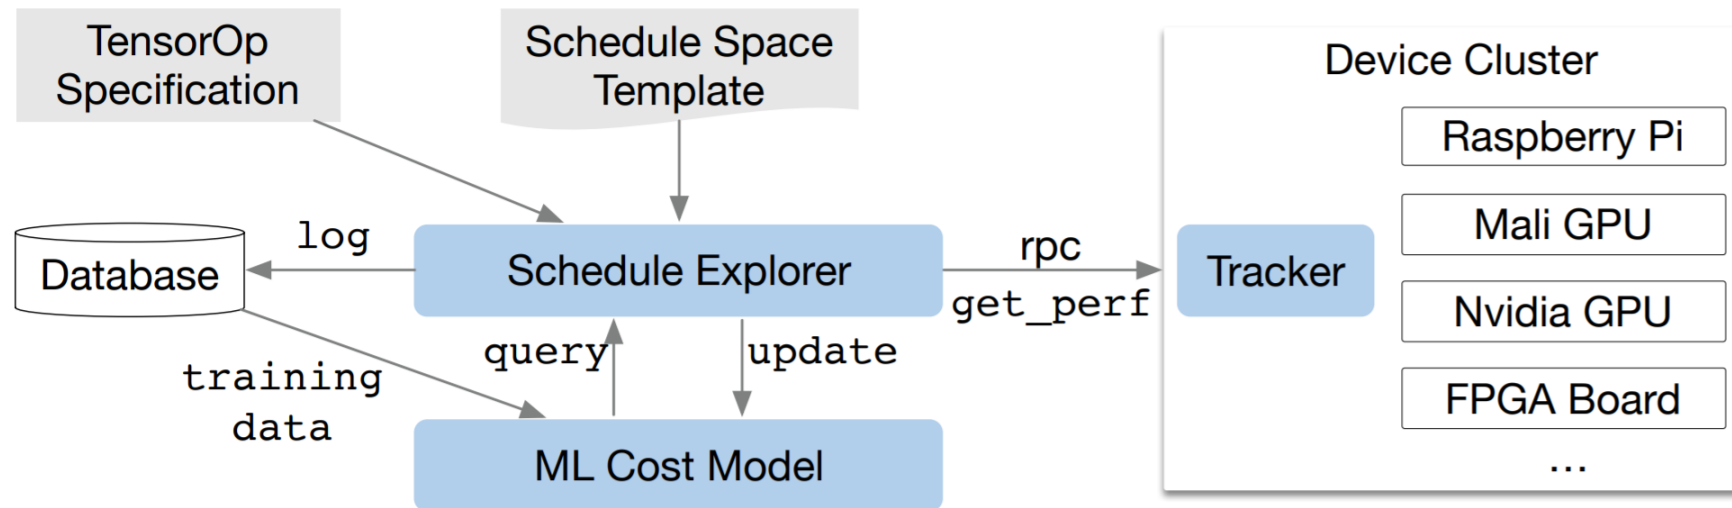 TensorOp
Specification
Schedule Space
Template
Device Cluster
Raspberry Pi
Mali GPU
Nvidia GPU
FPGA Board
...
Tracker
rpc
get_perf
Schedule Explorer
log
Database
query
update
training
data
ML Cost Model